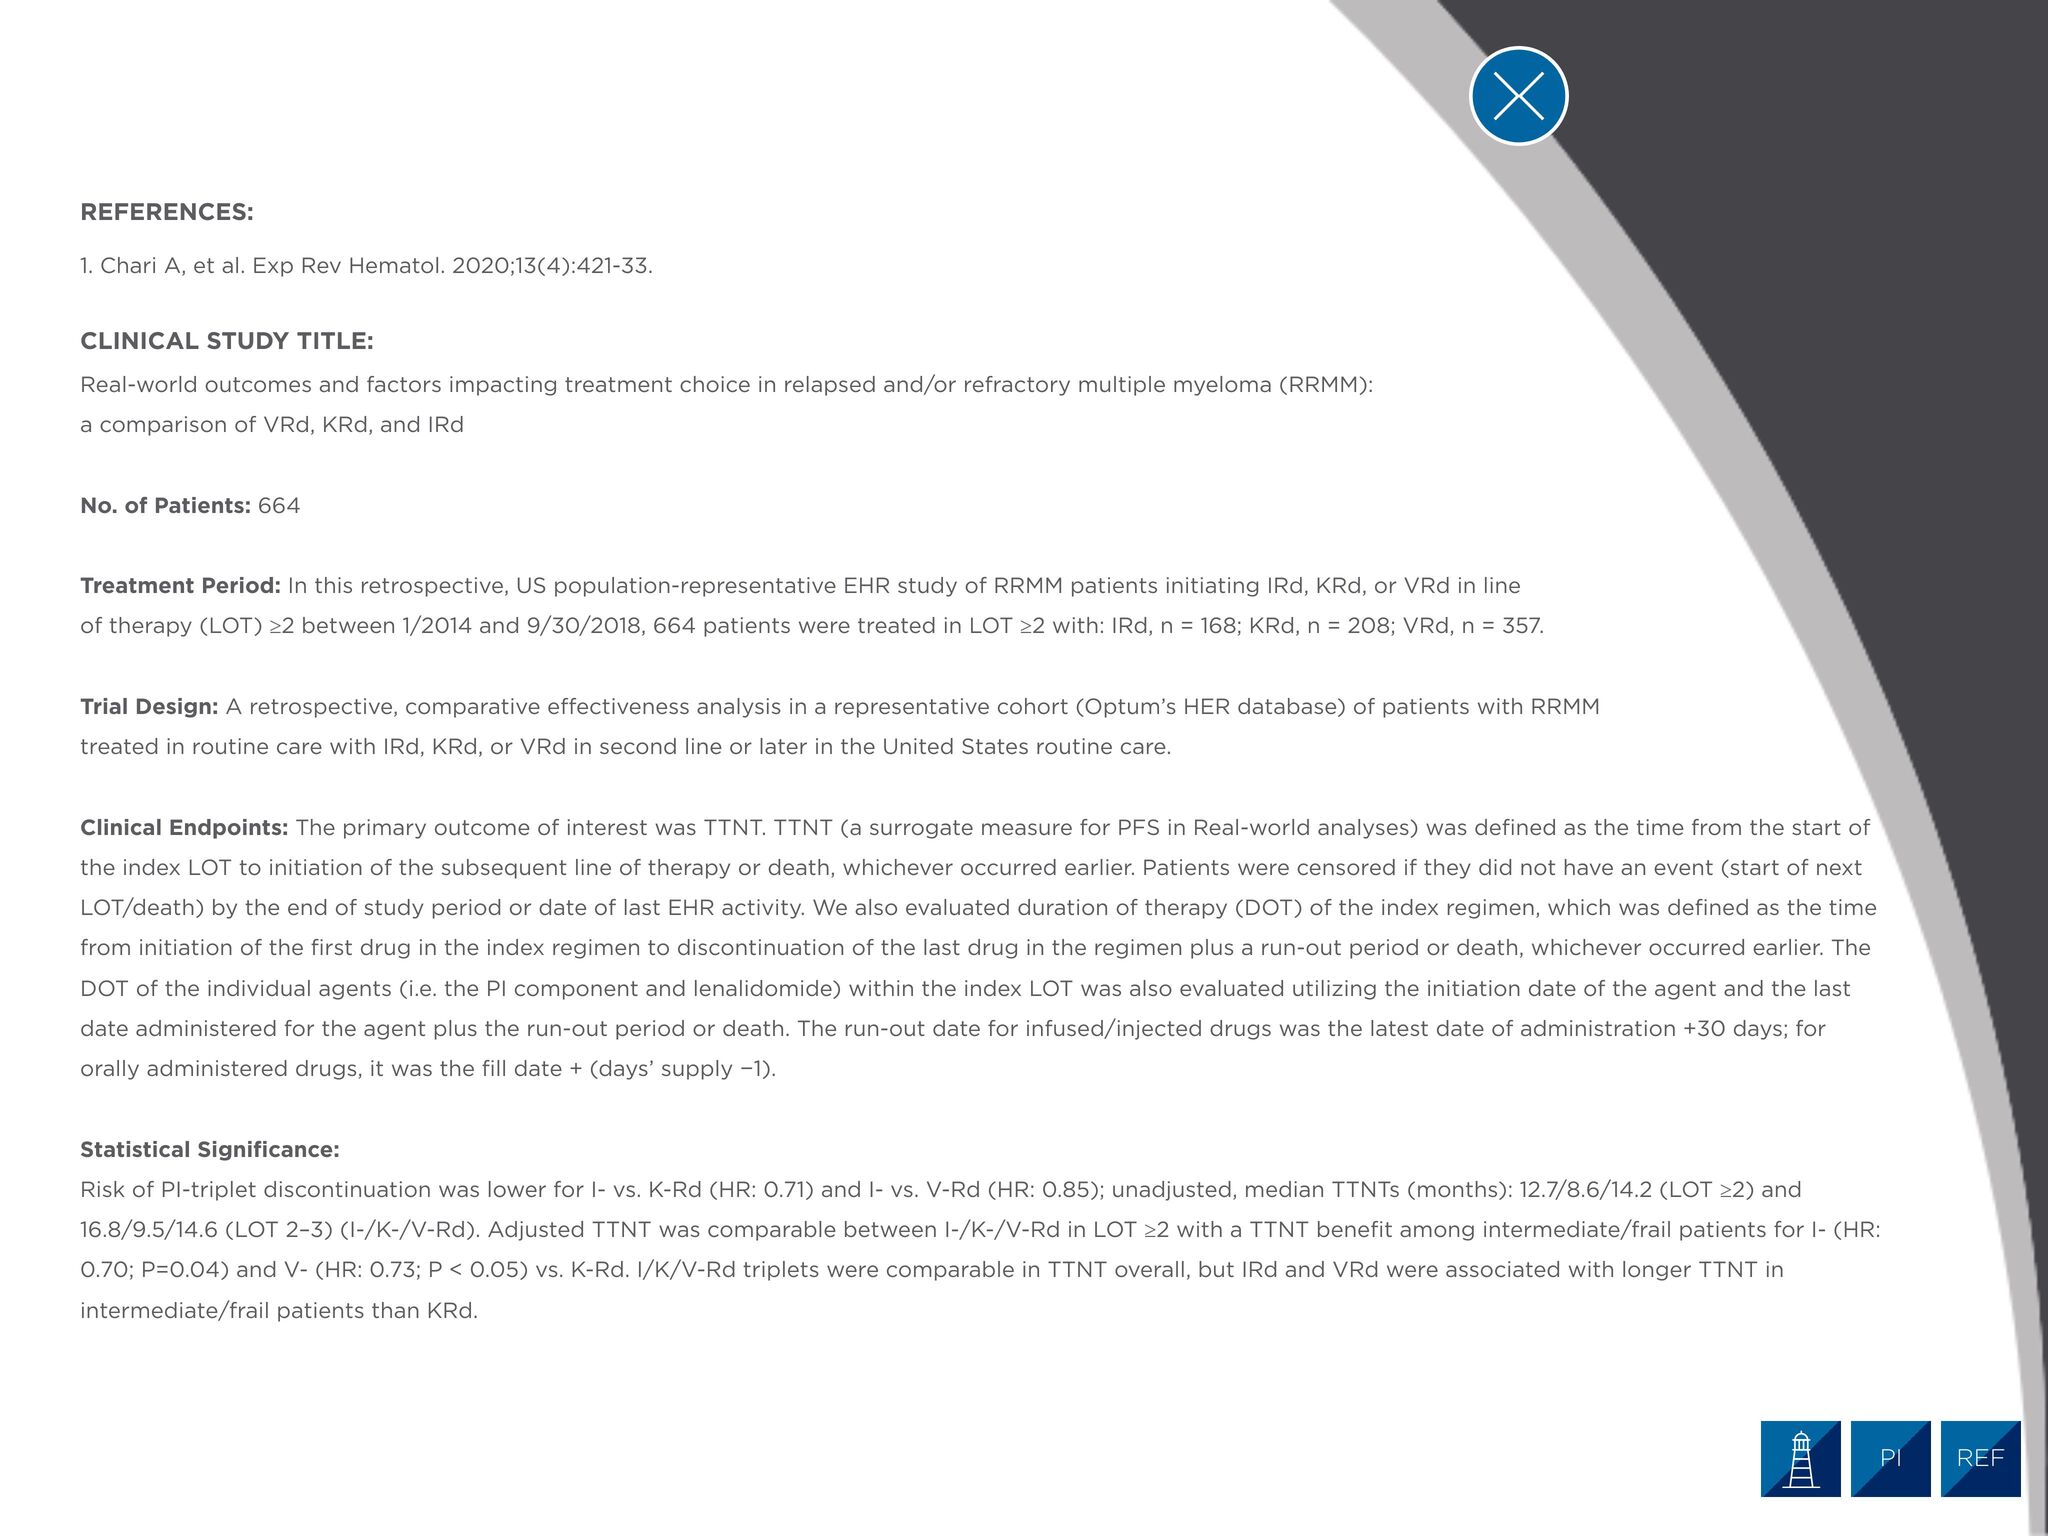 REFERENCES:
1. Chari A, et al. Exp Rev Hematol. 2020;13(4):421-33.
CLINICAL STUDY TITLE:
Real-world outcomes and factors impacting treatment choice in relapsed and/or refractory multiple myeloma (RRMM):
a comparison of VRd, KRd, and IRd
No. of Patients: 664
Treatment Period: In this retrospective, US population-representative EHR study of RRMM patients initiating IRd, KRd, or VRd in line
of therapy (LOT) ≥2 between 1/2014 and 9/30/2018, 664 patients were treated in LOT ≥2 with: IRd, n = 168; KRd, n = 208; VRd, n = 357.
Trial Design: A retrospective, comparative effectiveness analysis in a representative cohort (Optum’s HER database) of patients with RRMM
treated in routine care with IRd, KRd, or VRd in second line or later in the United States routine care.
Clinical Endpoints: The primary outcome of interest was TTNT. TTNT (a surrogate measure for PFS in Real-world analyses) was defined as the time from the start of
the index LOT to initiation of the subsequent line of therapy or death, whichever occurred earlier. Patients were censored if they did not have an event (start of next
LOT/death) by the end of study period or date of last EHR activity. We also evaluated duration of therapy (DOT) of the index regimen, which was defined as the time
from initiation of the first drug in the index regimen to discontinuation of the last drug in the regimen plus a run-out period or death, whichever occurred earlier. The
DOT of the individual agents (i.e. the PI component and lenalidomide) within the index LOT was also evaluated utilizing the initiation date of the agent and the last
date administered for the agent plus the run-out period or death. The run-out date for infused/injected drugs was the latest date of administration +30 days; for
orally administered drugs, it was the fill date + (days’ supply −1).
Statistical Significance:
Risk of PI-triplet discontinuation was lower for I- vs. K-Rd (HR: 0.71) and I- vs. V-Rd (HR: 0.85); unadjusted, median TTNTs (months): 12.7/8.6/14.2 (LOT ≥2) and
16.8/9.5/14.6 (LOT 2–3) (I-/K-/V-Rd). Adjusted TTNT was comparable between I-/K-/V-Rd in LOT ≥2 with a TTNT benefit among intermediate/frail patients for I- (HR:
0.70; P=0.04) and V- (HR: 0.73; P < 0.05) vs. K-Rd. I/K/V-Rd triplets were comparable in TTNT overall, but IRd and VRd were associated with longer TTNT in
intermediate/frail patients than KRd.
PI
REF